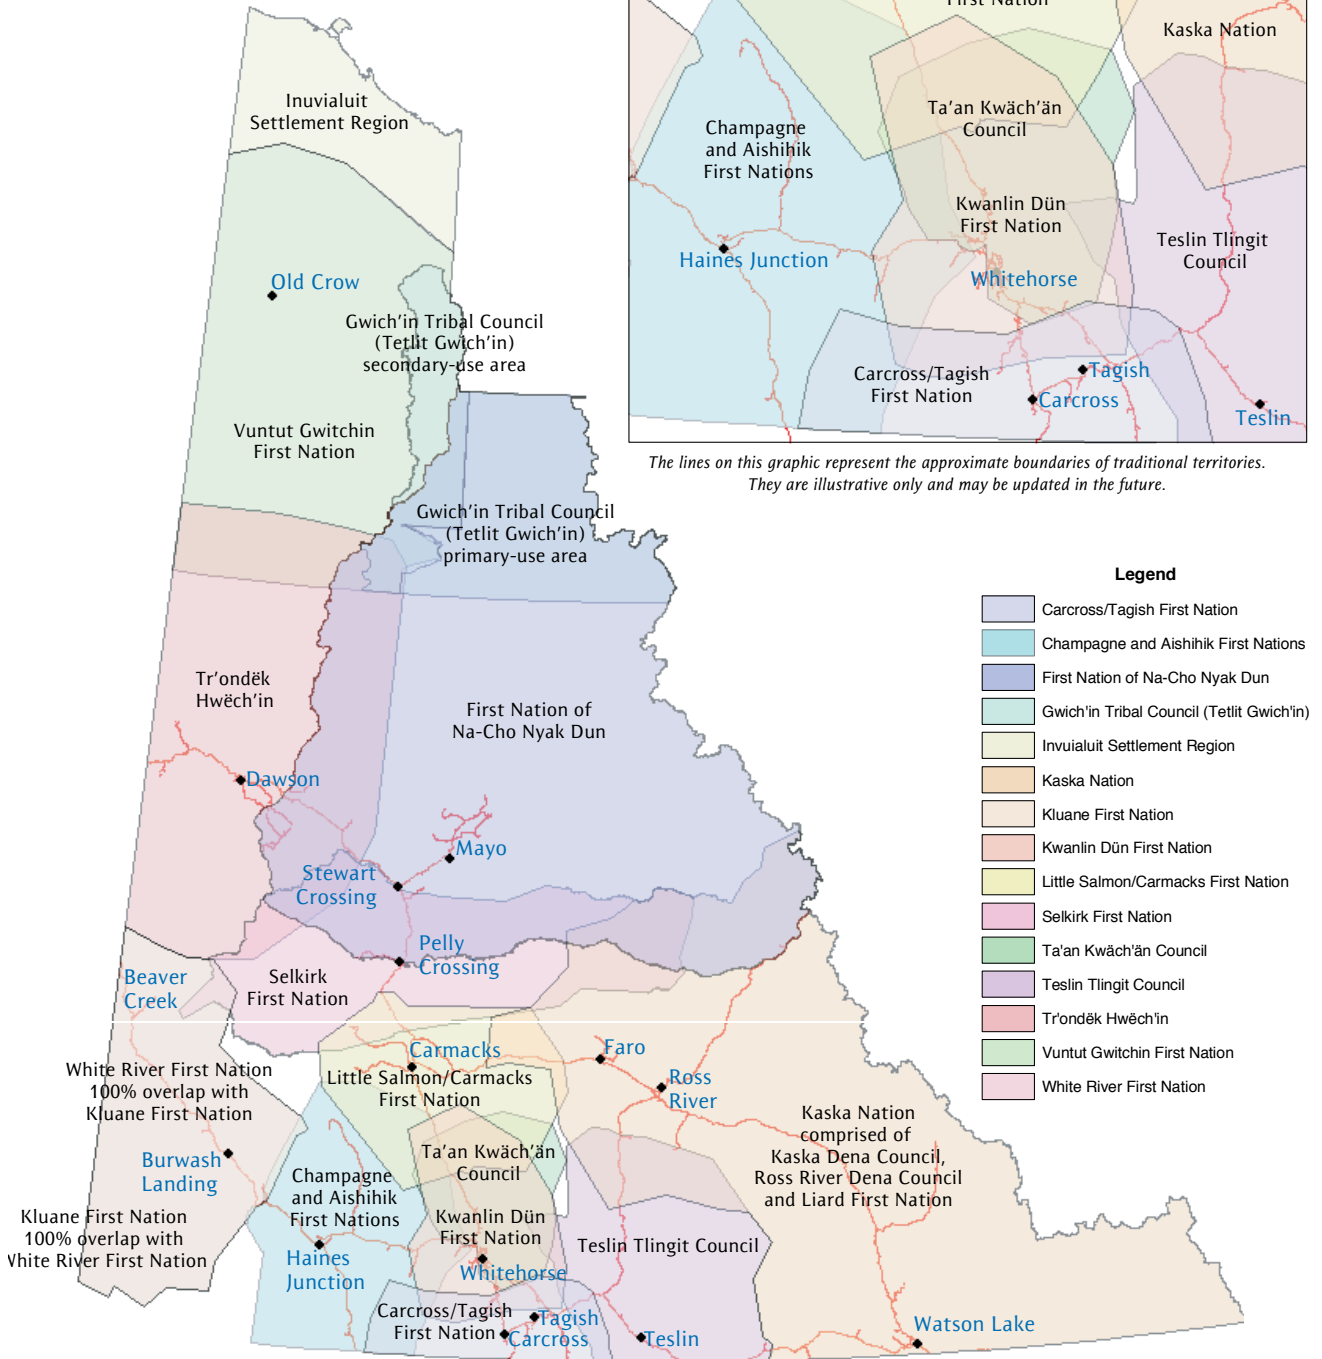 Inuvialuit
Settlement Region
Old Crow
Gwich'in Tribal Council
(Tetlit Gwich'in)
secondary-use area
Vuntut Gwitchin
First Nation
Gwich'in Tribal Council
(Tetlit Gwich'in)
primary-use area
Tr'ondëk
Hwëch'in
First Nation of
Na-Cho Nyak Dun
Dawson
Mayo
Stewart
Crossing
Pelly
Crossing
Beaver
Creek
Selkirk
First Nation
White River First Nation
100% overlap with
Kluane First Nation
Carmacks
Little Salmon/Carmacks
First Nation
Faro
Ross
River
Kaska Nation
comprised of
Kaska Dena Council,
Ross River Dena Council
and Liard First Nation
Burwash
Landing
Champagne
and Aishihik
First Nations
Ta'an Kwäch'än
Council
Kluane First Nation
100% overlap with
White River First Nation
Kwanlin Dün
First Nation
Haines
Junction
Whitehorse
Teslin Tlingit Council
Carcross/Tagish
First Nation
Tagish
Carcross
Teslin
Watson Lake
First Nation
Kaska Nation
Champagne
and Aishihik
First Nations
Ta'an Kwäch'än
Council
Kwanlin Dün
First Nation
Teslin Tlingit
Council
Haines Junction
Whitehorse
Carcross/Tagish
First Nation
Tagish
Carcross
Teslin
The lines on this graphic represent the approximate boundaries of traditional territories.
They are illustrative only and may be updated in the future.
Legend
Carcross/Tagish First Nation
Champagne and Aishihik First Nations
First Nation of Na-Cho Nyak Dun
Gwich'in Tribal Council (Tetlit Gwich'in)
Invuialuit Settlement Region
Kaska Nation
Kluane First Nation
Kwanlin Dün First Nation
Little Salmon/Carmacks First Nation
Selkirk First Nation
Ta'an Kwäch'än Council
Teslin Tlingit Council
Tr'ondëk Hwëch'in
Vuntut Gwitchin First Nation
White River First Nation